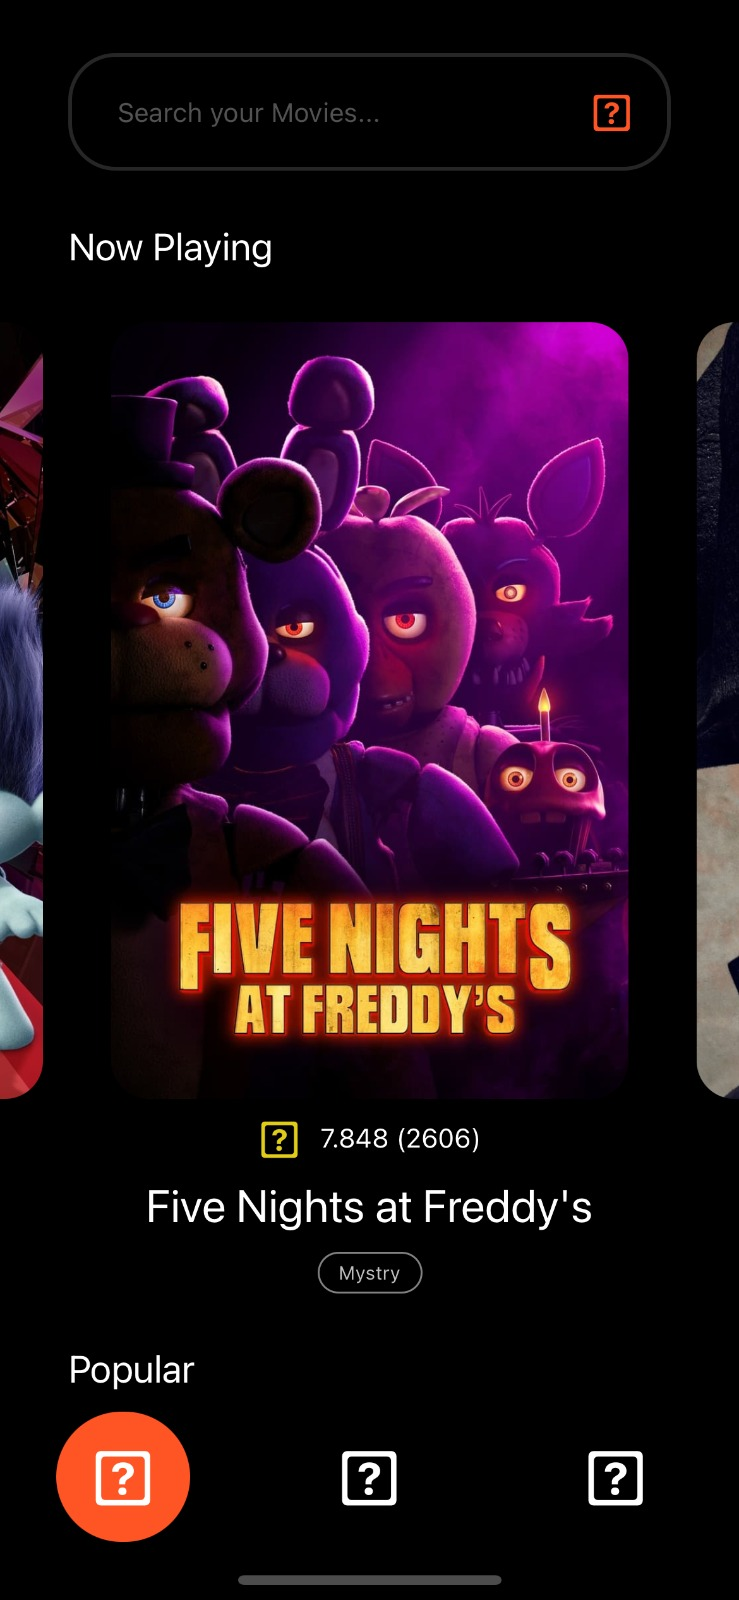 Search your Movies...
Now Playing
FIVE NIGHTS
AT FREDDY'S
7.848 (2606)
Five Nights at Freddy's
Mystry
Popular